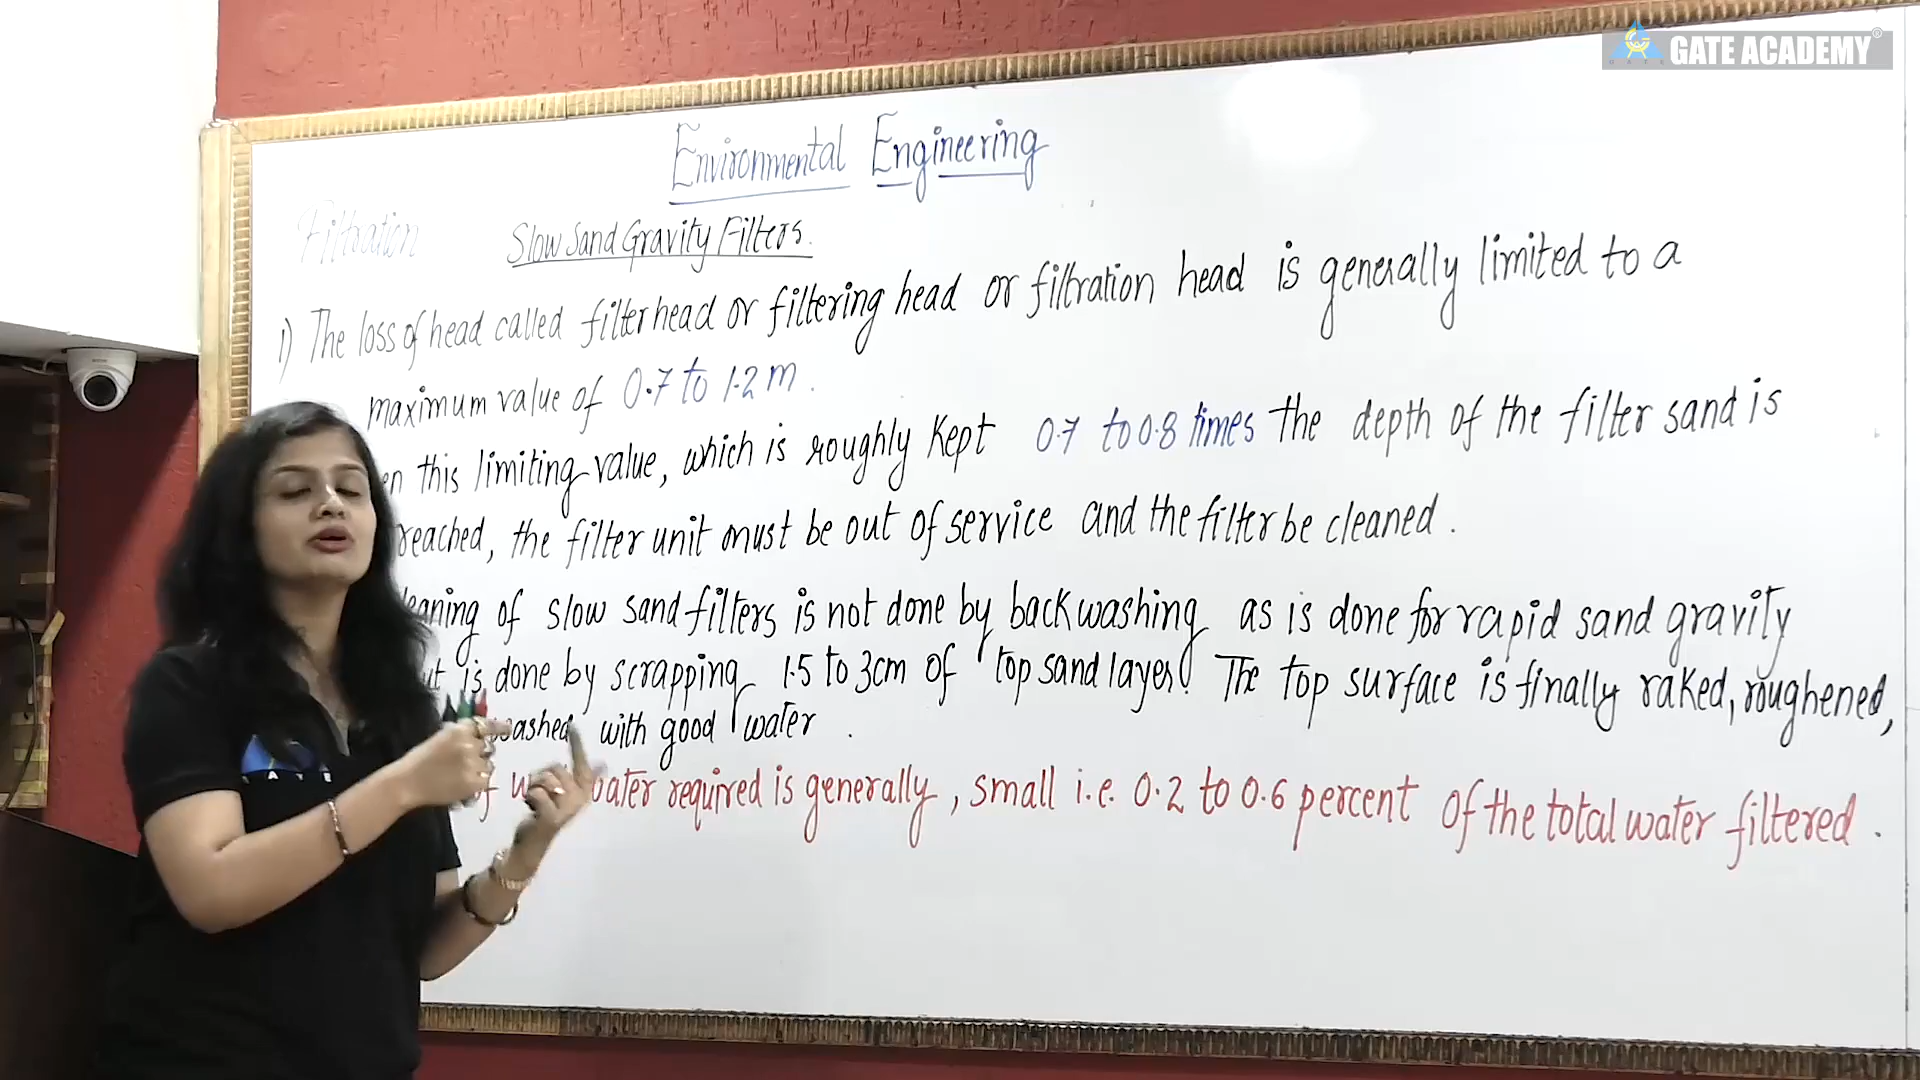 GATE ACADEMY®
Environmental Engineering
Filtration Slow Sand Gravity Filters.
1) The loss of head called filterhead or filtering head or filtration head is generally limited to a
maximum value of 0.7 to 1.2 m.
this limiting value, which is roughly Kept 0.7 to 0.8 times the depth of the filter sand is
reached, the filter unit must be out of service and the filter be cleaned.
of slow sand filters is not done by backwashing as is done for rapid sand gravity
is done by scrapping 1.5 to 3cm of top sand layer. The top surface is finally raked, roughened,
washed with good water.
of water required is generally, small i.e. 0.2 to 0.6 percent of the total water filtered.